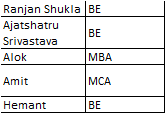 Ranjan Shukla BE
Ajatshatru
Srivastava BE
Alok MBA
Amit MCA
Hemant BE